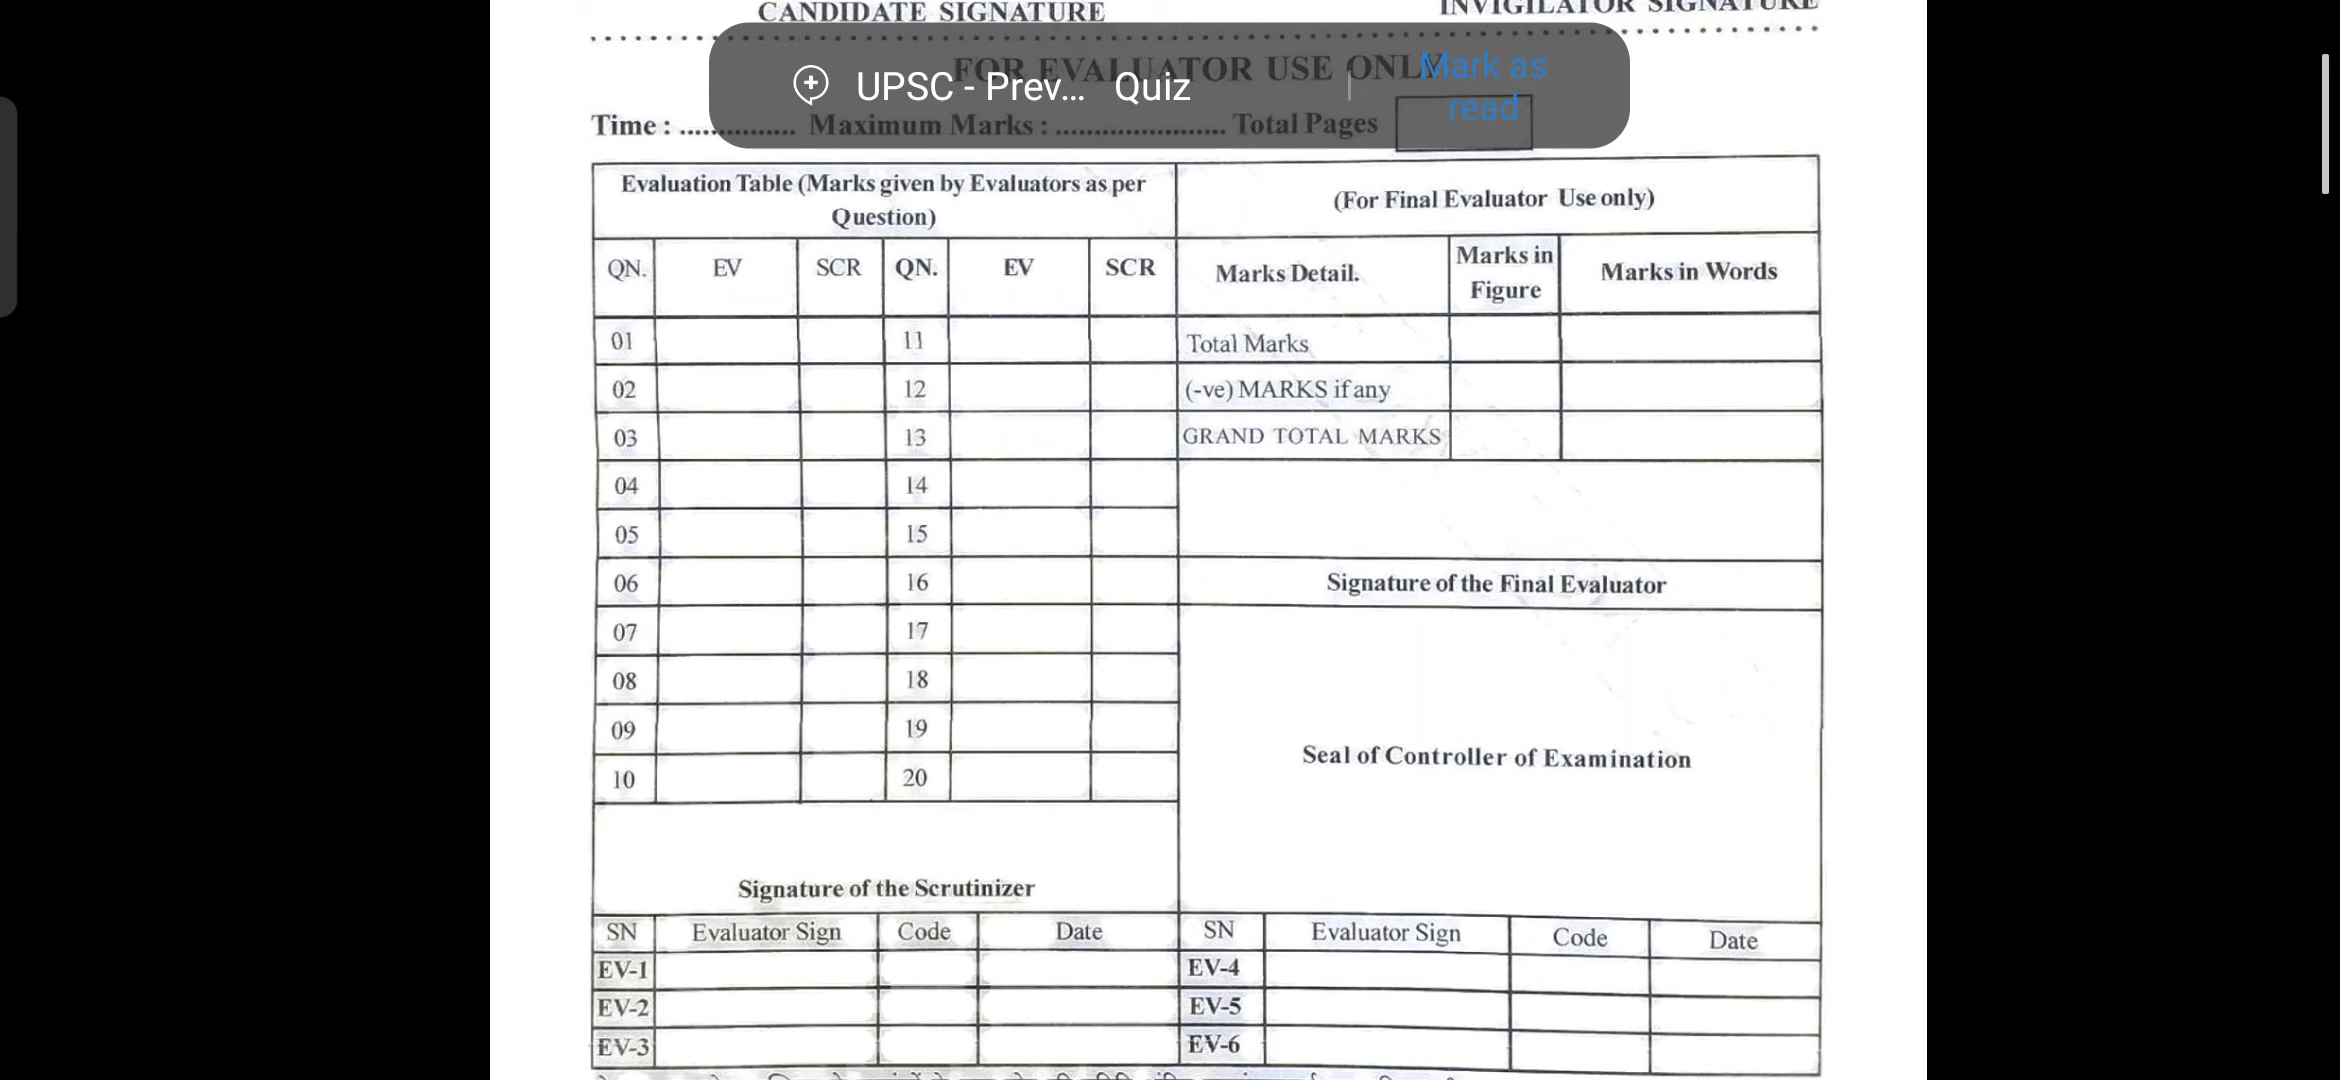 CANDIDATE SIGNATURE INVIGILATOR SIGNATURE
FOR EVALUATOR USE ONLY
UPSC - Prev... Quiz Mark as read
Time : ............... Maximum Marks : ...................... Total Pages
Evaluation Table (Marks given by Evaluators as per Question) (For Final Evaluator Use only)
QN. EV SCR QN. EV SCR Marks Detail. Marks in Figure Marks in Words
01 11 Total Marks
02 12 (-ve) MARKS if any
03 13 GRAND TOTAL MARKS
04 14
05 15
06 16 Signature of the Final Evaluator
07 17
08 18
09 19
Seal of Controller of Examination
10 20
Signature of the Scrutinizer
SN Evaluator Sign Code Date SN Evaluator Sign Code Date
EV-1 EV-4
EV-2 EV-5
EV-3 EV-6